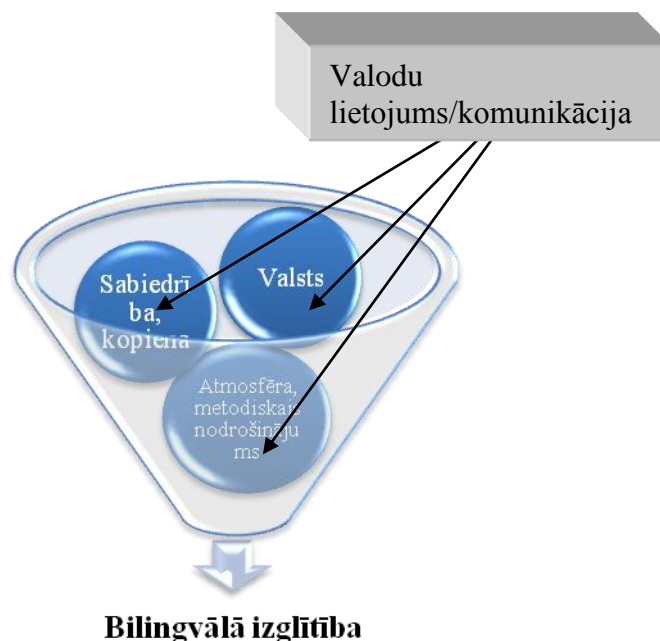 Valodu
lietojums/komunikācija
Sabiedrī
ba,
kopiena
Valsts
Atmosfēra,
metodiskais
nodrošināju
ms
Bilingvālā izglītība